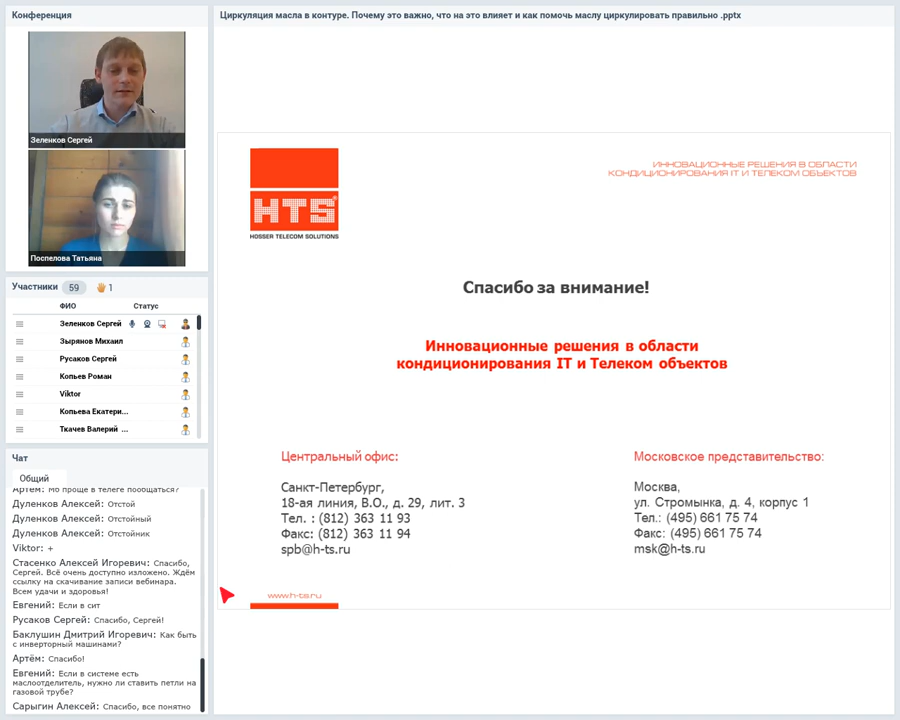 Конференция
Зеленков Сергей
Поспелова Татьяна
Участники 59 1
ФИО Статус
Зеленков Сергей
Зырянов Михаил
Русаков Сергей
Копьев Роман
Viktor
Копьева Екатери...
Ткачев Валерий ...
Чат
Общий
Артём: Мб проще в телеге пообщаться?
Дуленков Алексей: Отстой
Дуленков Алексей: Отстойный
Дуленков Алексей: Отстойник
Viktor: +
Стасенко Алексей Игоревич: Спасибо,
Сергей. Всё очень доступно изложено. Ждём
ссылку на скачивание записи вебинара.
Всем удачи и здоровья!
Евгений: Если в сит
Русаков Сергей: Спасибо, Сергей!
Баклушин Дмитрий Игоревич: Как быть
с инверторный машинами?
Артём: Спасибо!
Евгений: Если в системе есть
маслоотделитель, нужно ли ставить петли на
газовой трубе?
Сарыгин Алексей: Спасибо, все понятно
Циркуляция масла в контуре. Почему это важно, что на это влияет и как помочь маслу циркулировать правильно .pptx
HTS®
HOSSER TELECOM SOLUTIONS
ИННОВАЦИОННЫЕ РЕШЕНИЯ В ОБЛАСТИ
КОНДИЦИОНИРОВАНИЯ IT И ТЕЛЕКОМ ОБЪЕКТОВ
Спасибо за внимание!
Инновационные решения в области
кондиционирования IT и Телеком объектов
Центральный офис:
Санкт-Петербург,
18-ая линия, В.О., д. 29, лит. 3
Тел. : (812) 363 11 93
Факс: (812) 363 11 94
spb@h-ts.ru
Московское представительство:
Москва,
ул. Стромынка, д. 4, корпус 1
Тел.: (495) 661 75 74
Факс: (495) 661 75 74
msk@h-ts.ru
www.h-ts.ru